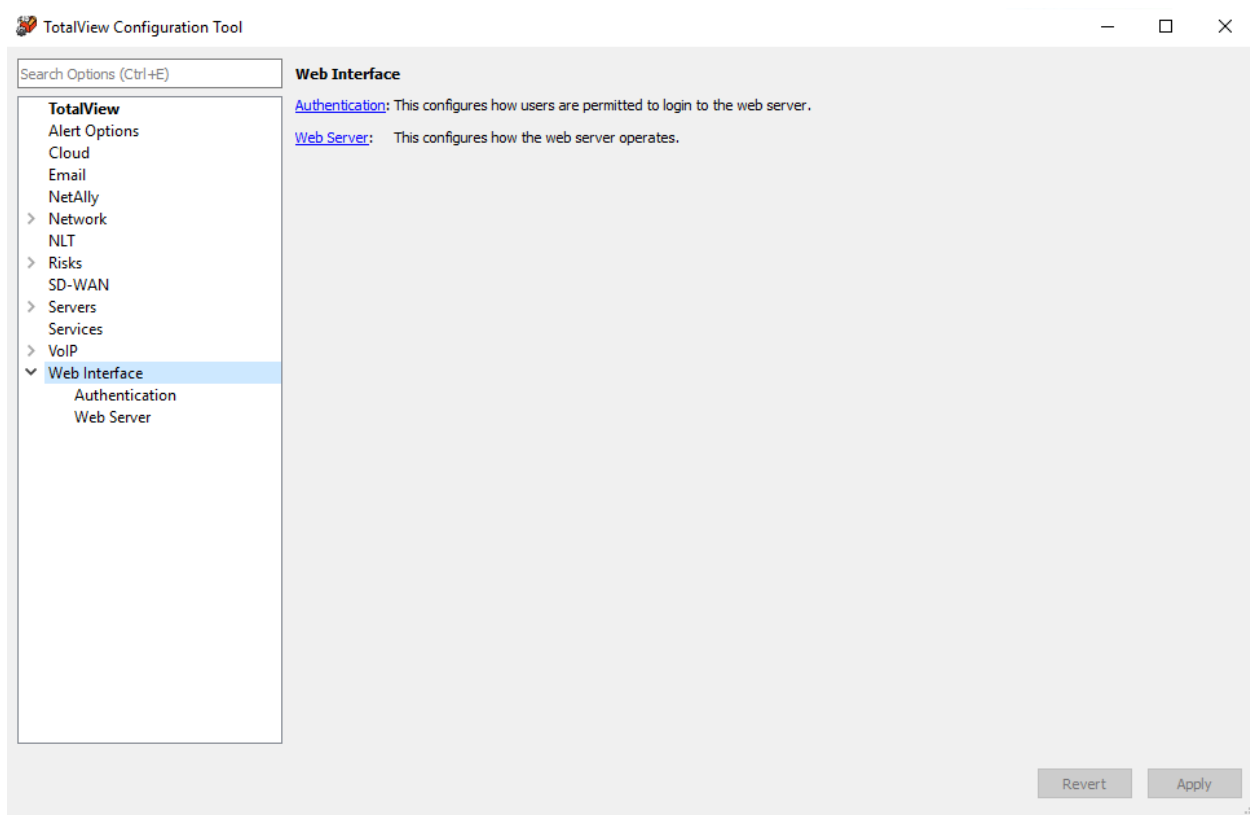 TotalView Configuration Tool
Search Options (Ctrl+E)
TotalView
Alert Options
Cloud
Email
NetAlly
Network
NLT
Risks
SD-WAN
Servers
Services
VoIP
Web Interface
Authentication
Web Server
Web Interface
Authentication: This configures how users are permitted to login to the web server.
Web Server: This configures how the web server operates.
Revert Apply